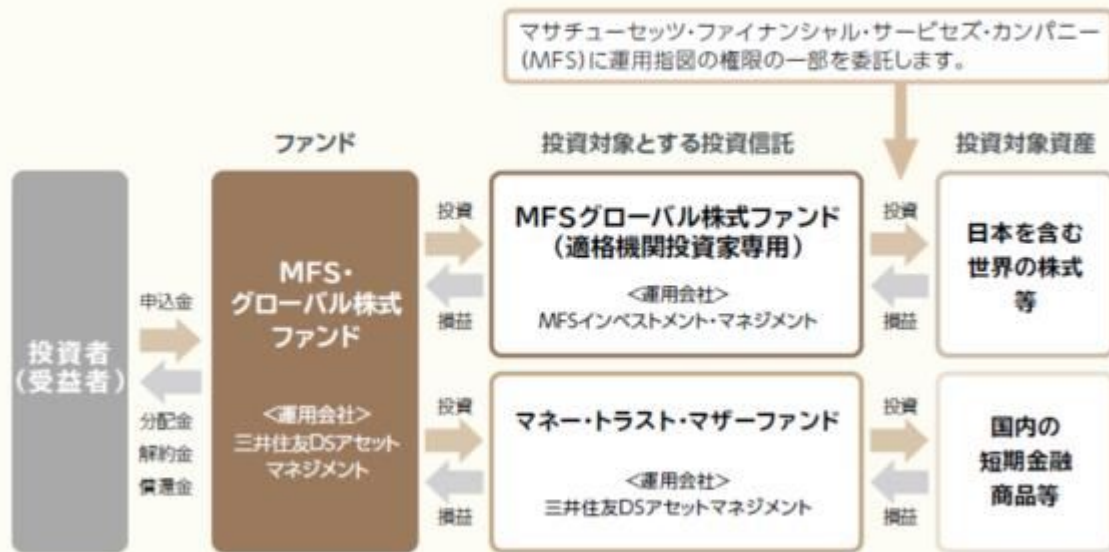 マサチューセッツ・ファイナンシャル・サービセズ・カンパニー
(MFS)に運用指図の権限の一部を委託します。
ファンド
投資対象とする投資信託
投資対象資産
投資者
(受益者)
申込金
分配金
解約金
償還金
MFS・
グローバル株式
ファンド
<運用会社>
三井住友DSアセット
マネジメント
投資
損益
MFSグローバル株式ファンド
(適格機関投資家専用)
<運用会社>
MFSインベストメント・マネジメント
投資
損益
日本を含む
世界の株式
等
投資
損益
マネー・トラスト・マザーファンド
<運用会社>
三井住友DSアセットマネジメント
投資
損益
国内の
短期金融
商品等